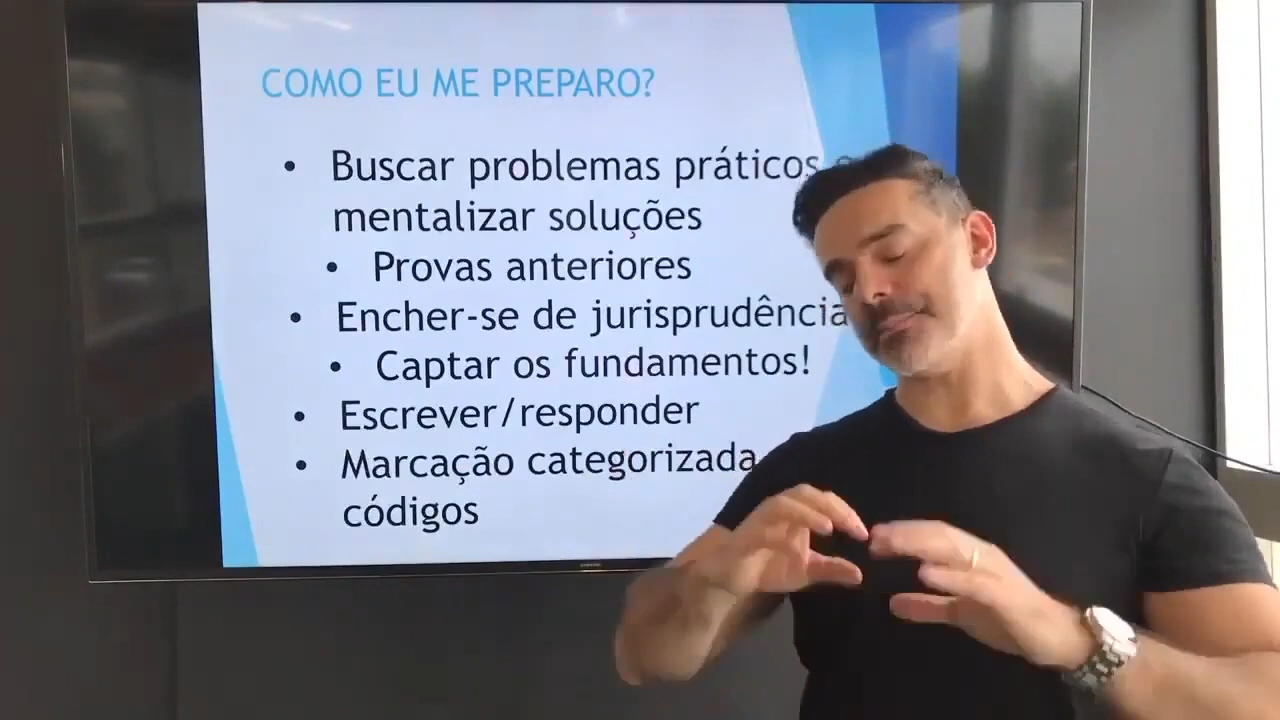 COMO EU ME PREPARO?
• Buscar problemas práticos
mentalizar soluções
• Provas anteriores
• Encher-se de jurisprudência
• Captar os fundamentos!
• Escrever/responder
• Marcação categorizada
códigos
SAMSUNG